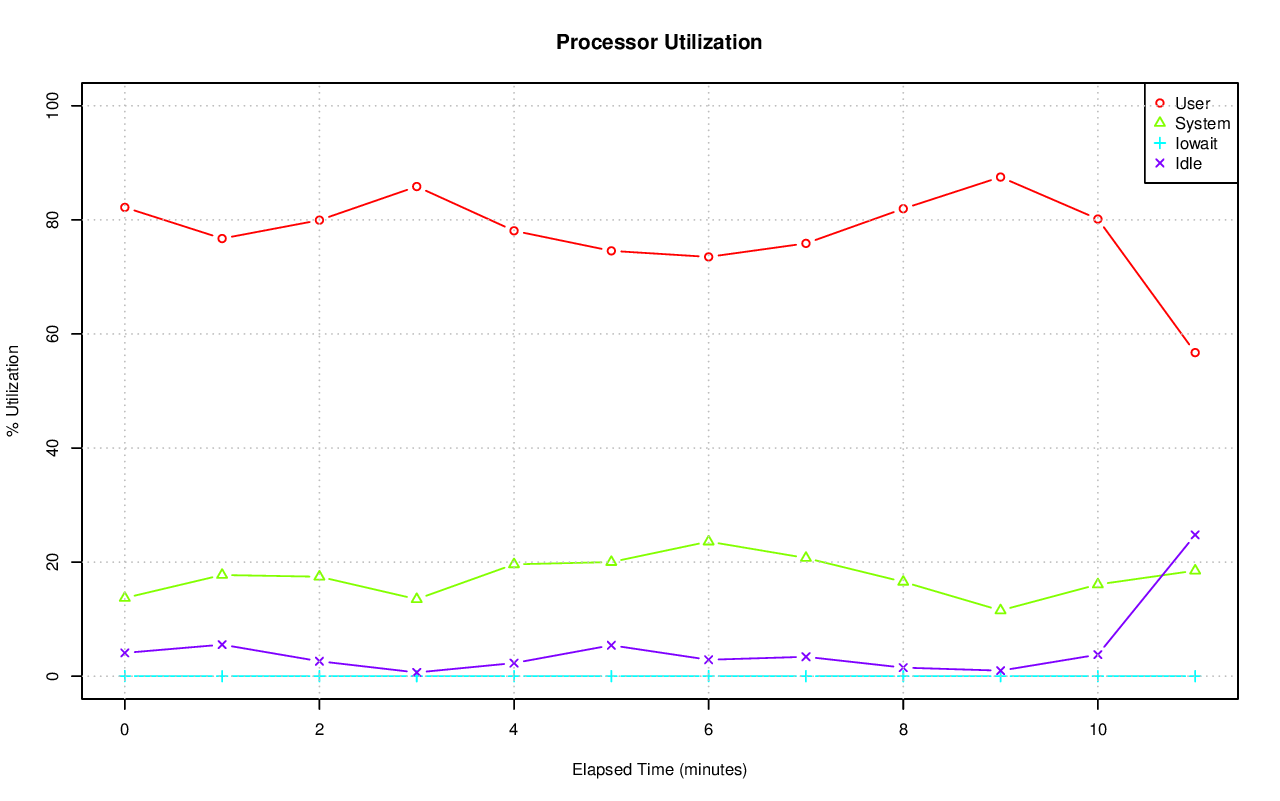 Processor Utilization
User
System
Iowait
Idle
% Utilization
100
80
60
40
20
0
0 2 4 6 8 10
Elapsed Time (minutes)